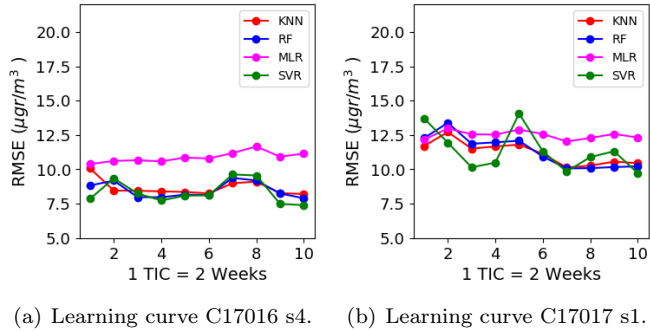 20.0
17.5
15.0
12.5
10.0
7.5
5.0
RMSE (μgr/m³)
KNN
RF
MLR
SVR
2 4 6 8 10
1 TIC = 2 Weeks
(a) Learning curve C17016 s4.
20.0
17.5
15.0
12.5
10.0
7.5
5.0
RMSE (μgr/m³)
KNN
RF
MLR
SVR
2 4 6 8 10
1 TIC = 2 Weeks
(b) Learning curve C17017 s1.